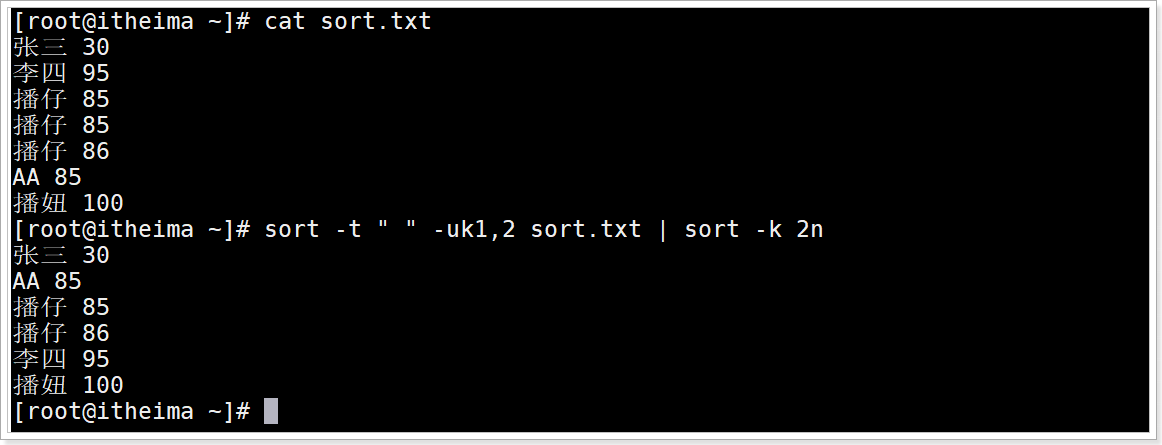 [root@itheima ~]# cat sort.txt
张三 30
李四 95
播仔 85
播仔 85
播仔 86
AA 85
播妞 100
[root@itheima ~]# sort -t " " -uk1,2 sort.txt | sort -k 2n
张三 30
AA 85
播仔 85
播仔 86
李四 95
播妞 100
[root@itheima ~]#